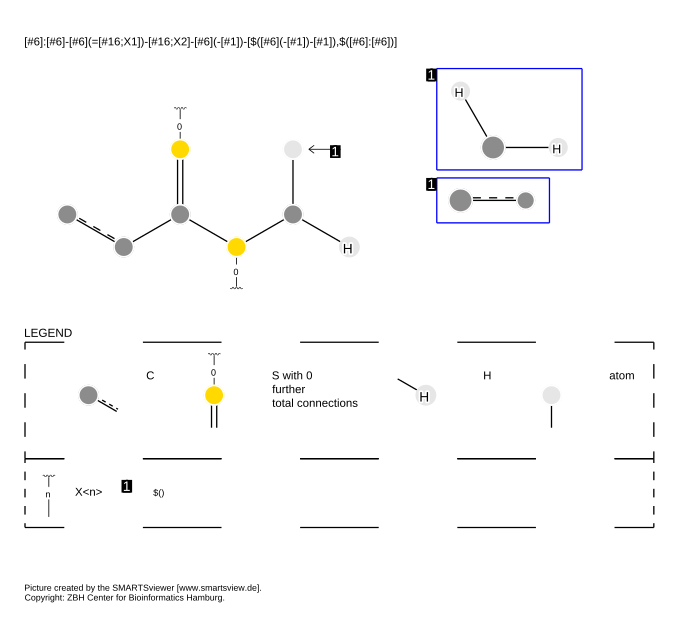 [#6]:[#6]-[#6](=[#16;X1])-[#16;X2]-[#6](-[#1])-[$([#6](-[#1])-[#1]),$([#6]:[#6])]
1
H
H
0
1
1
H
0
LEGEND
0
C
S with 0
further
total connections
H
H
atom
n
X<n>
1
$()
Picture created by the SMARTSviewer [www.smartsview.de].
Copyright: ZBH Center for Bioinformatics Hamburg.